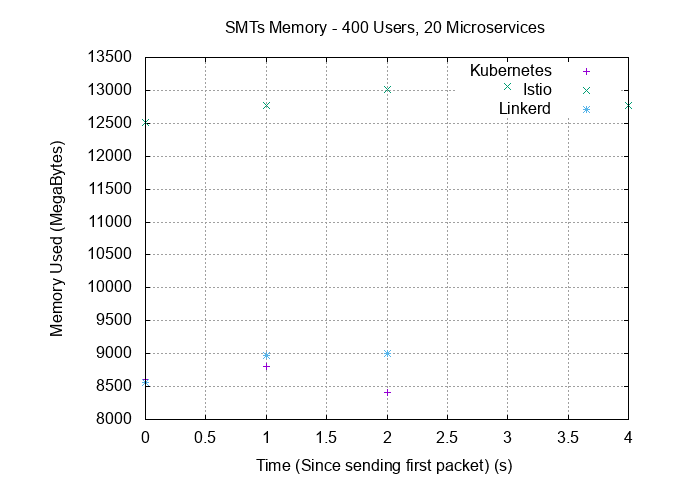 SMTs Memory - 400 Users, 20 Microservices
Kubernetes
Istio
Linkerd
13500
13000
12500
12000
11500
11000
10500
10000
9500
9000
8500
8000
Memory Used (MegaBytes)
0 0.5 1 1.5 2 2.5 3 3.5 4
Time (Since sending first packet) (s)